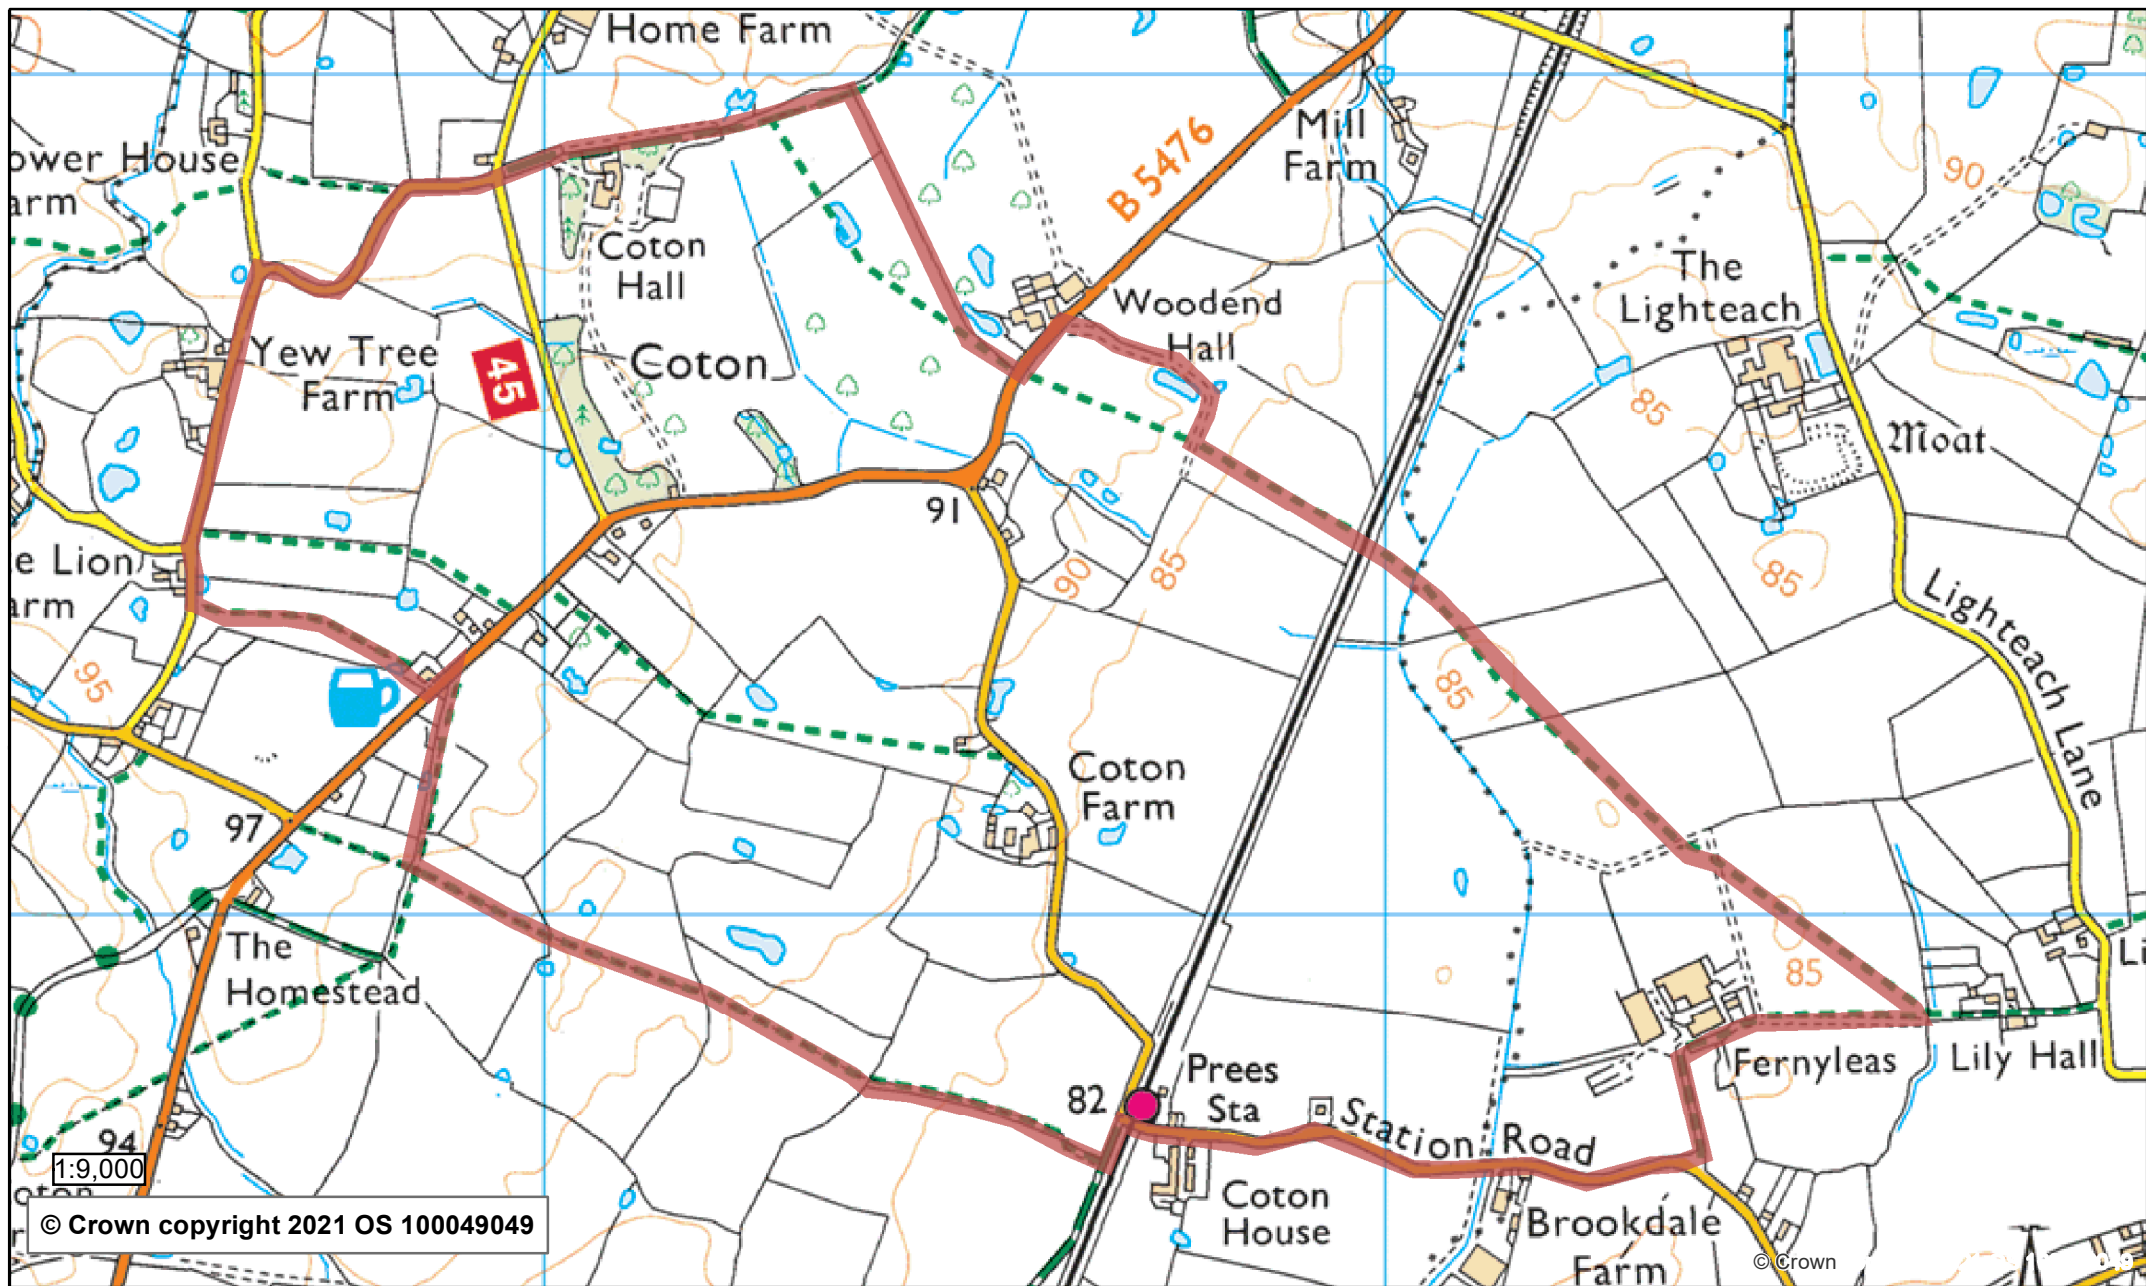 Home Farm
Mill
Farm
ower House
arm
B 5476
90
Coton
Hall
The
Lighteach
Woodend
Hall
Yew Tree
Farm
45
Coton
85
Moat
91
e Lion
arm
90
85
85
Lighteach Lane
95
85
Coton
Farm
97
The
Homestead
85
Li
Prees
Sta
82
Fernyleas
Lily Hall
Station Road
94
1:9,000
oton
Coton
House
Brookdale
Farm
© Crown copyright 2021 OS 100049049
© Crown